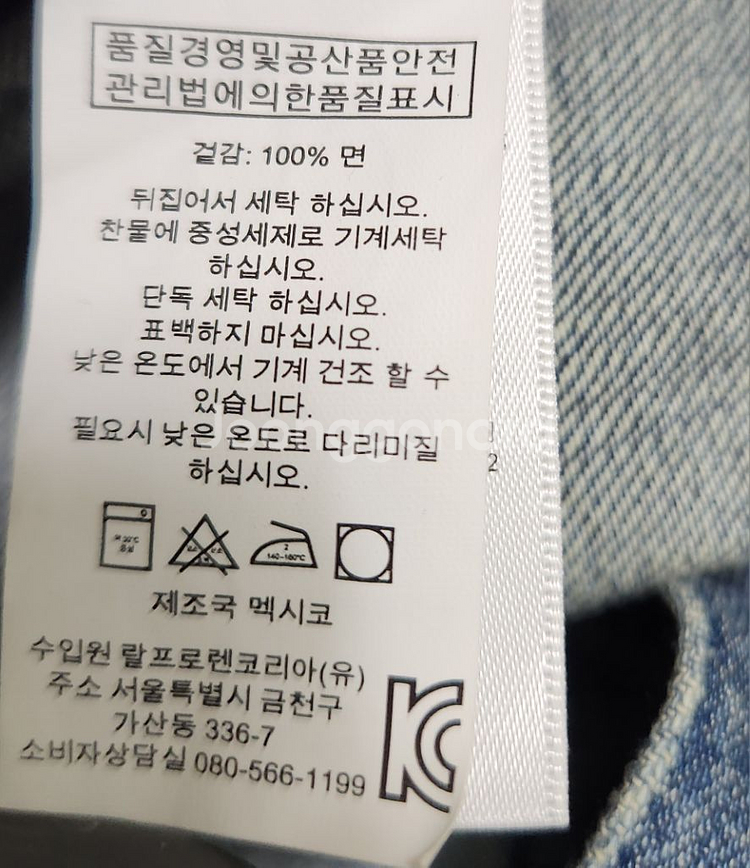 품질경영및공산품안전
관리법에의한품질표시
겉감: 100% 면
뒤집어서 세탁 하십시오.
찬물에 중성세제로 기계세탁
하십시오.
단독 세탁 하십시오.
표백하지 마십시오.
낮은 온도에서 기계 건조 할 수
있습니다.
필요시 낮은 온도로 다리미질
하십시오.
2
140~160℃
제조국 멕시코
수입원 랄프로렌코리아(유)
주소 서울특별시 금천구
가산동 336-7
소비자상담실 080-566-1199
KC
2